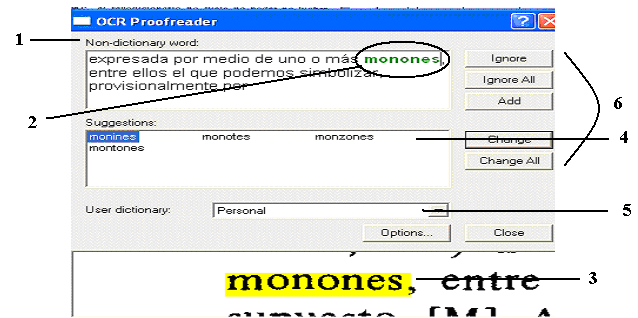 OCR Proofreader
1
Non-dictionary word:
expresada por medio de uno o más monones,
entre ellos el que podemos simbolizar,
provisionalmente por
Ignore
Ignore All
Add
6
2
Suggestions:
monines monotes monzones
montones
Change
4
Change All
User dictionary: Personal
5
Options... Close
monones, entre
3
[M] A